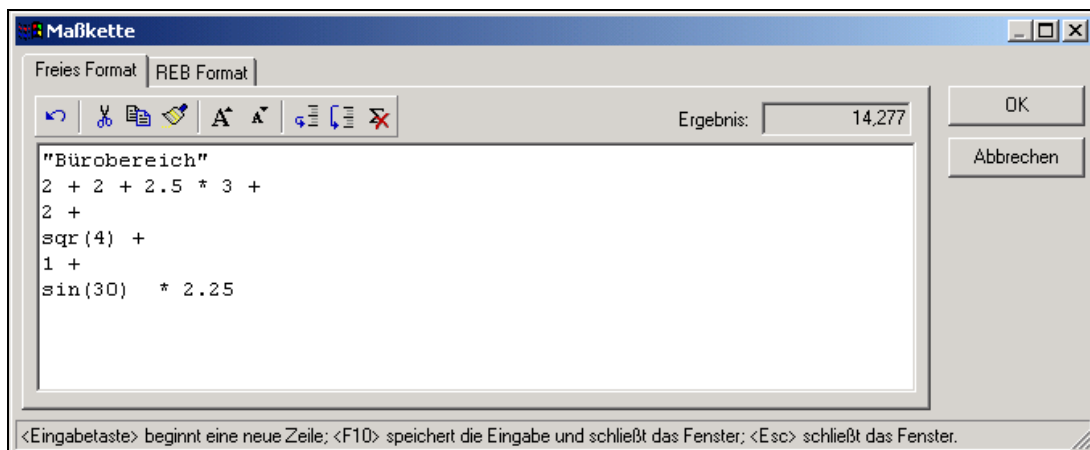 Maßkette
Freies Format REB Format
Ergebnis: 14,277
OK
Abbrechen
"Bürobereich"
2 + 2 + 2.5 * 3 +
2 +
sqr(4) +
1 +
sin(30)  * 2.25
<Eingabetaste> beginnt eine neue Zeile; <F10> speichert die Eingabe und schließt das Fenster; <Esc> schließt das Fenster.